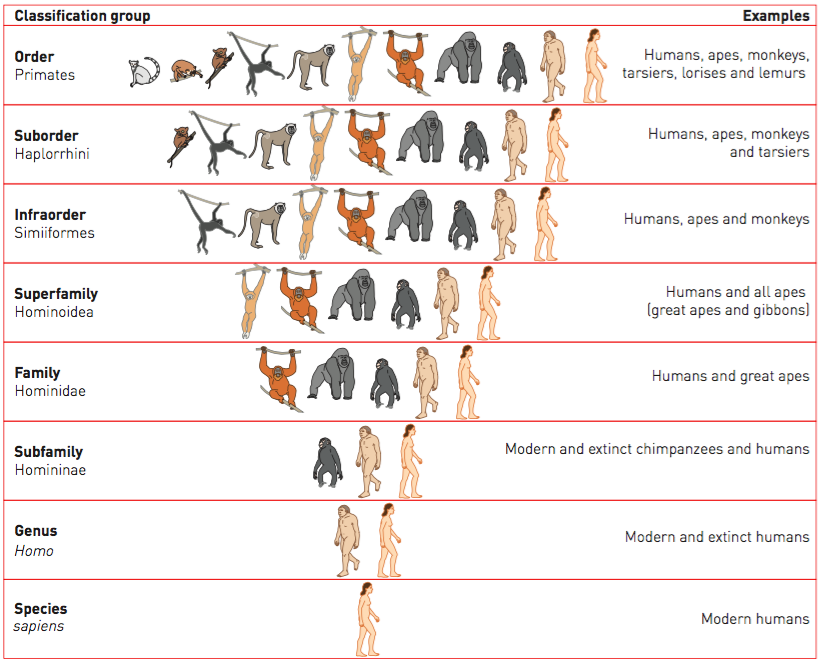 Classification group
Examples
Order
Primates
Humans, apes, monkeys,
tarsiers, lorises and lemurs
Suborder
Haplorrhini
Humans, apes, monkeys
and tarsiers
Infraorder
Simiiformes
Humans, apes and monkeys
Superfamily
Hominoidea
Humans and all apes
(great apes and gibbons)
Family
Hominidae
Humans and great apes
Subfamily
Homininae
Modern and extinct chimpanzees and humans
Genus
Homo
Modern and extinct humans
Species
sapiens
Modern humans